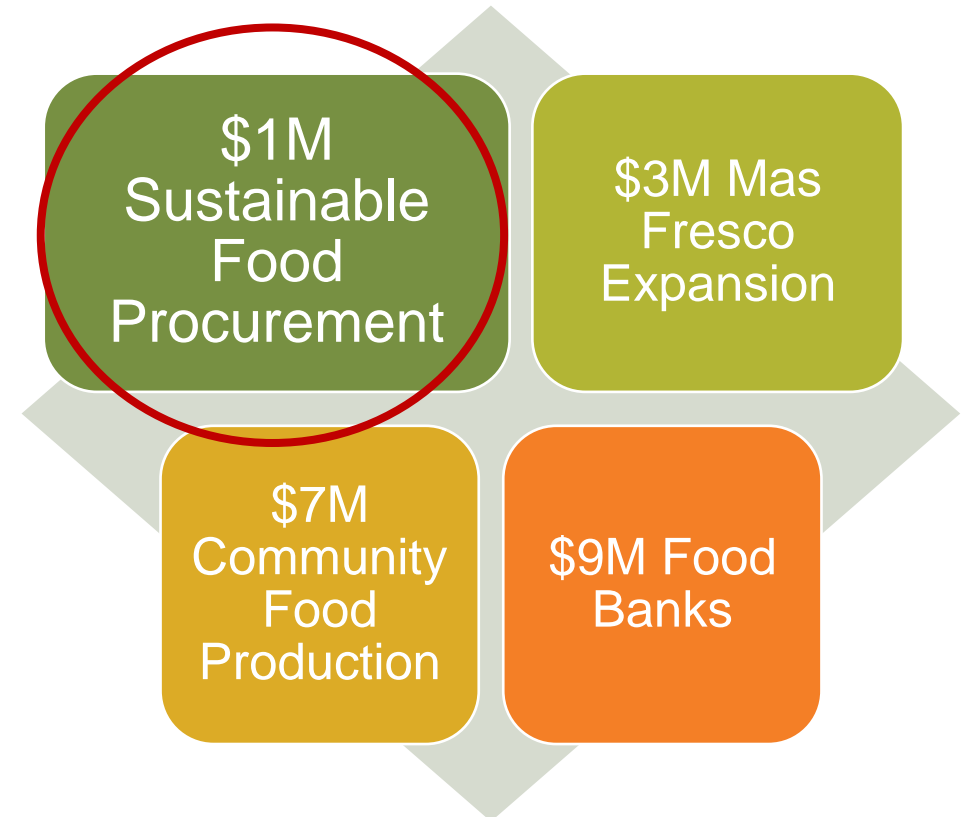 $1M
Sustainable
Food
Procurement
$3M Mas
Fresco
Expansion
$7M
Community
Food
Production
$9M Food
Banks